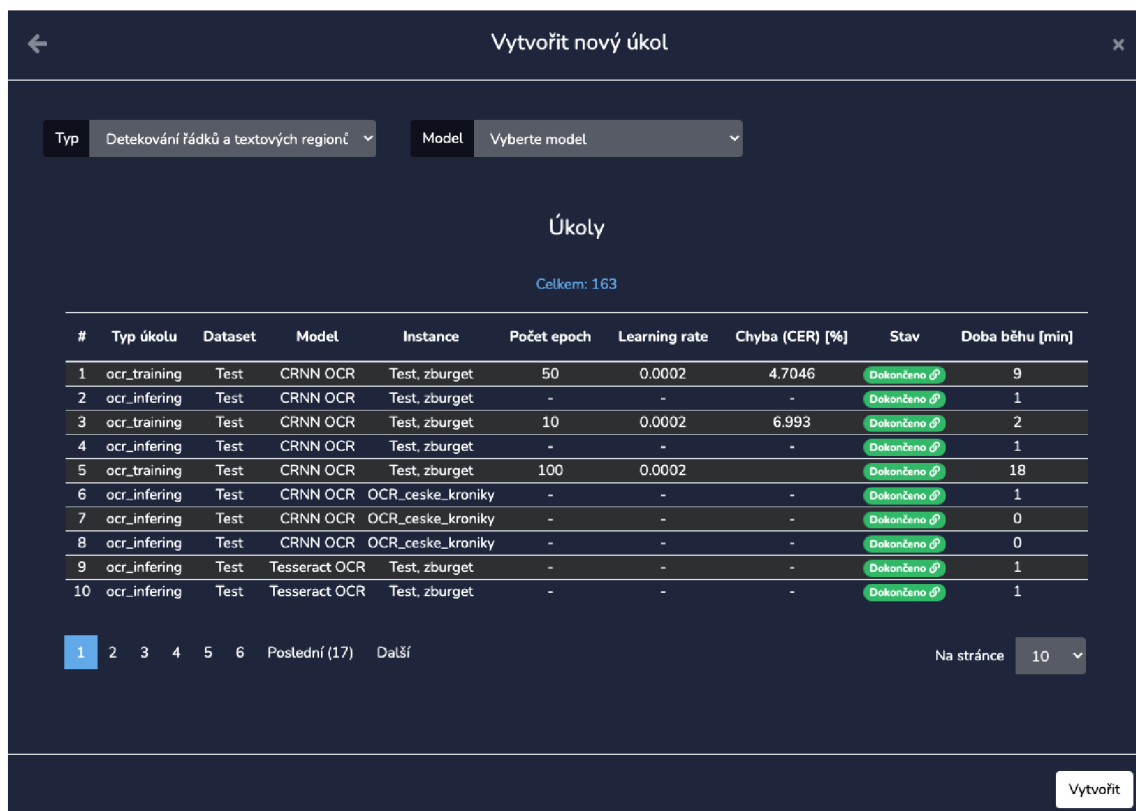 Vytvořit nový úkol
Typ Detekování řádků a textových regionů Model Vyberte model
Úkoly
Celkem: 163
# Typ úkolu Dataset Model Instance Počet epoch Learning rate Chyba (CER) [%] Stav Doba běhu [min]
1 ocr_training Test CRNN OCR Test, zburget 50 0.0002 4.7046 Dokončeno 9
2 ocr_infering Test CRNN OCR Test, zburget - - - Dokončeno 1
3 ocr_training Test CRNN OCR Test, zburget 10 0.0002 6.993 Dokončeno 2
4 ocr_infering Test CRNN OCR Test, zburget - - - Dokončeno 1
5 ocr_training Test CRNN OCR Test, zburget 100 0.0002 Dokončeno 18
6 ocr_infering Test CRNN OCR OCR_ceske_kroniky - - - Dokončeno 1
7 ocr_infering Test CRNN OCR OCR_ceske_kroniky - - - Dokončeno 0
8 ocr_infering Test CRNN OCR OCR_ceske_kroniky - - - Dokončeno 0
9 ocr_infering Test Tesseract OCR Test, zburget - - - Dokončeno 1
10 ocr_infering Test Tesseract OCR Test, zburget - - - Dokončeno 1
1 2 3 4 5 6 Poslední (17) Další Na stránce 10
Vytvořit